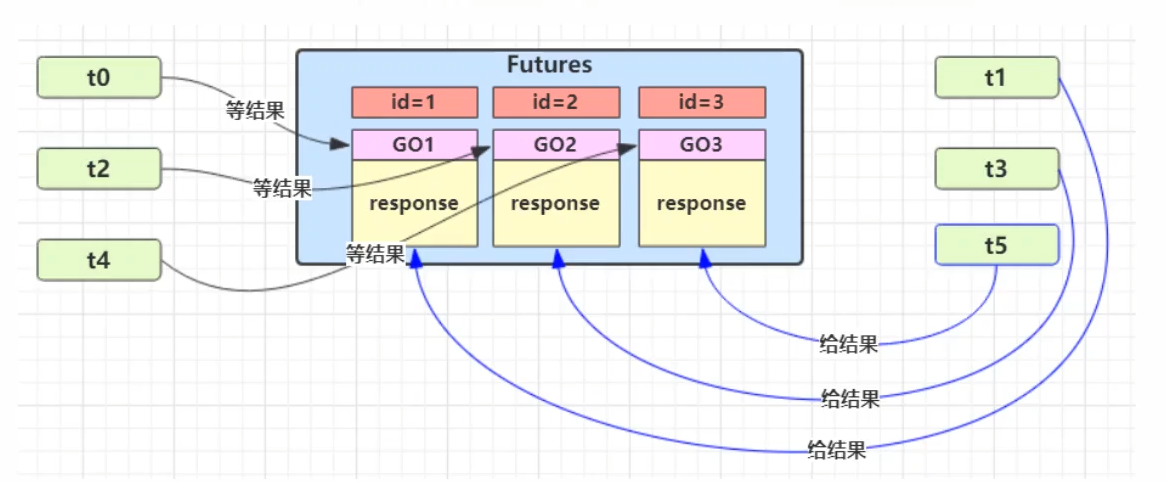 Futures
t0
t1
等结果
id=1
id=2
id=3
GO1
GO2
GO3
t2
等结果
t3
response
response
response
t4
等结果
t5
给结果
给结果
给结果